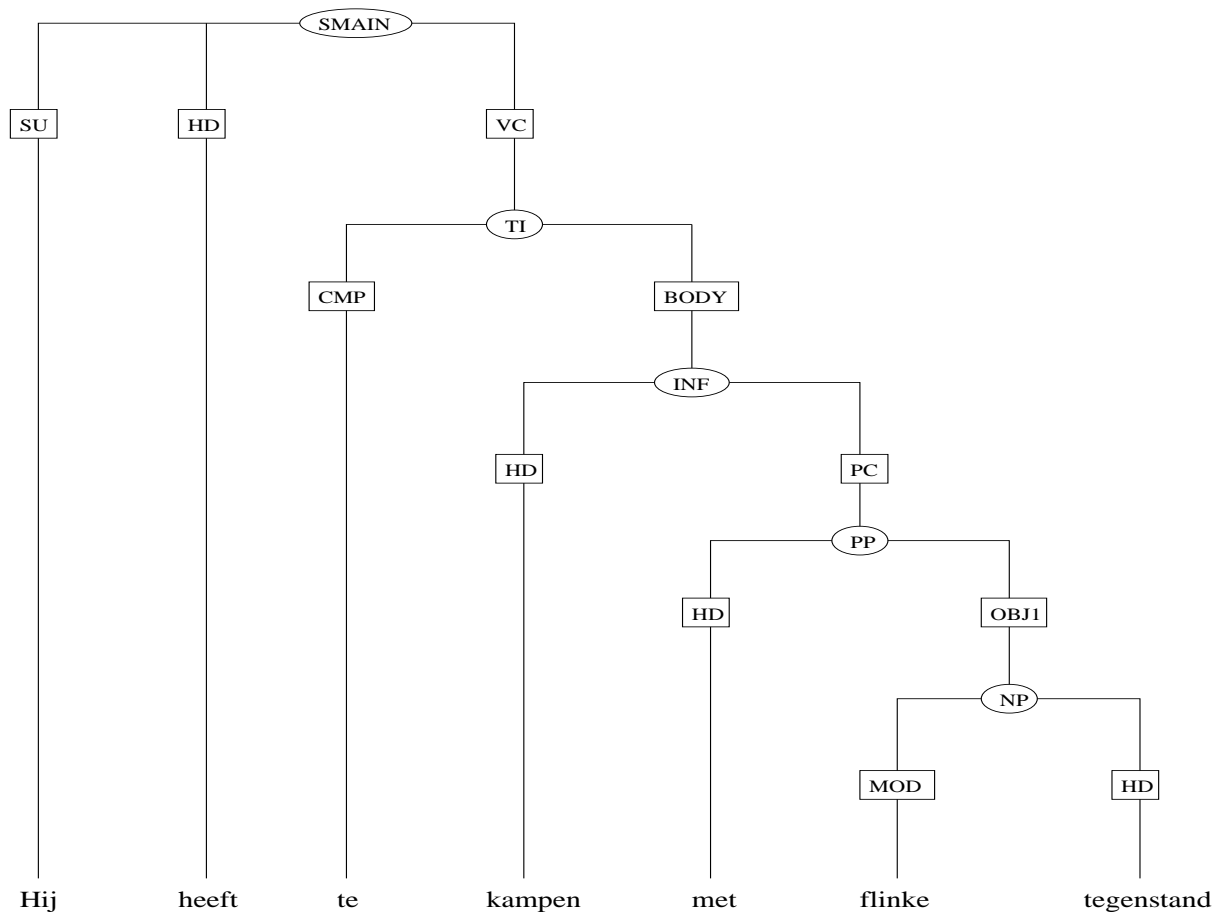 SMAIN
SU HD VC
TI
CMP BODY
INF
HD PC
PP
HD OBJ1
NP
MOD HD
Hij heeft te kampen met flinke tegenstand